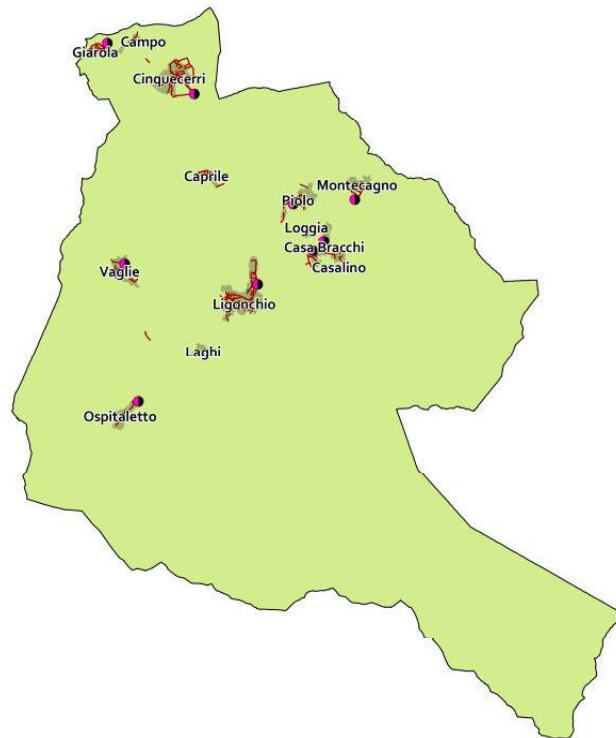 Campo
Giarola
Cinquecerri
Caprile
Montecagno
Piolo
Loggia
Casa Bracchi
Casalino
Vaglie
Ligonchio
Laghi
Ospitaletto